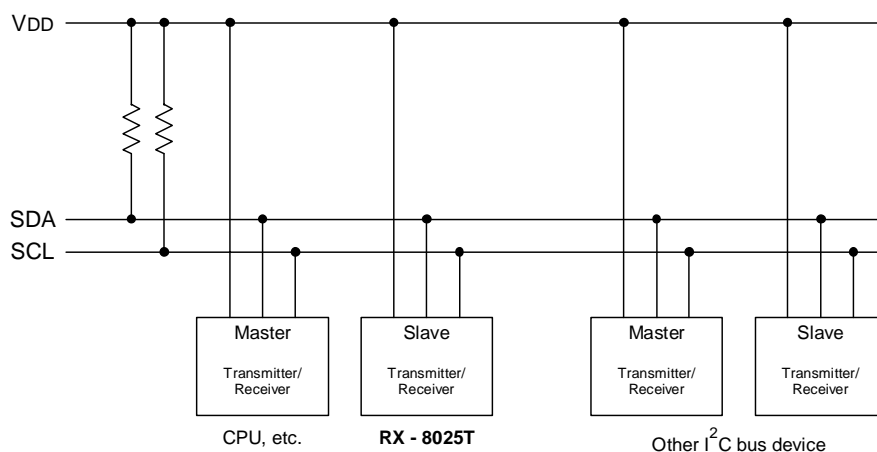 VDD
SDA
SCL
Master
Transmitter/
Receiver
CPU, etc.
Slave
Transmitter/
Receiver
RX - 8025T
Master
Transmitter/
Receiver
Slave
Transmitter/
Receiver
Other I²C bus device